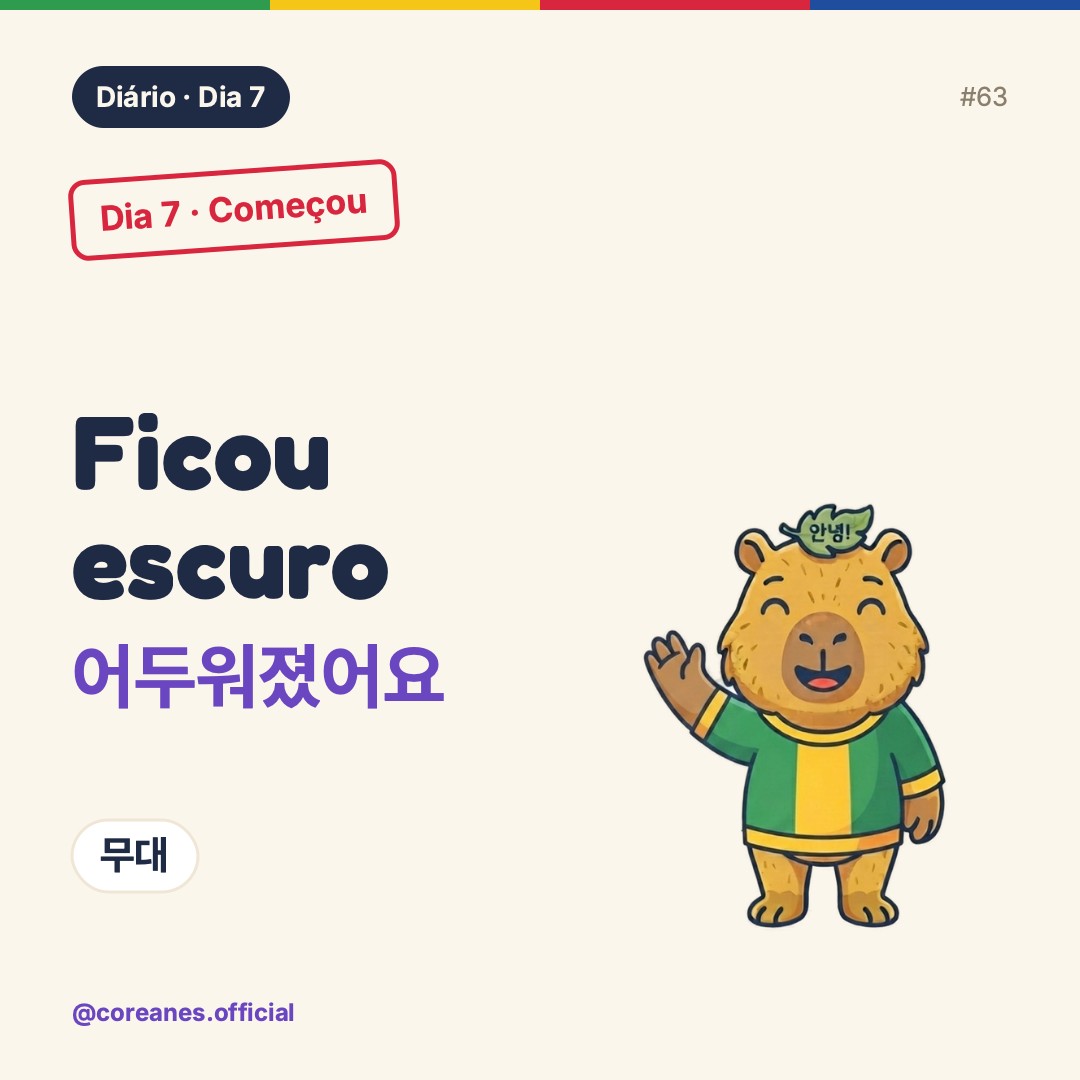 Diário · Dia 7
#63
Dia 7 · Começou
Ficou
escuro
어두워졌어요
안녕!
무대
@coreanes.official